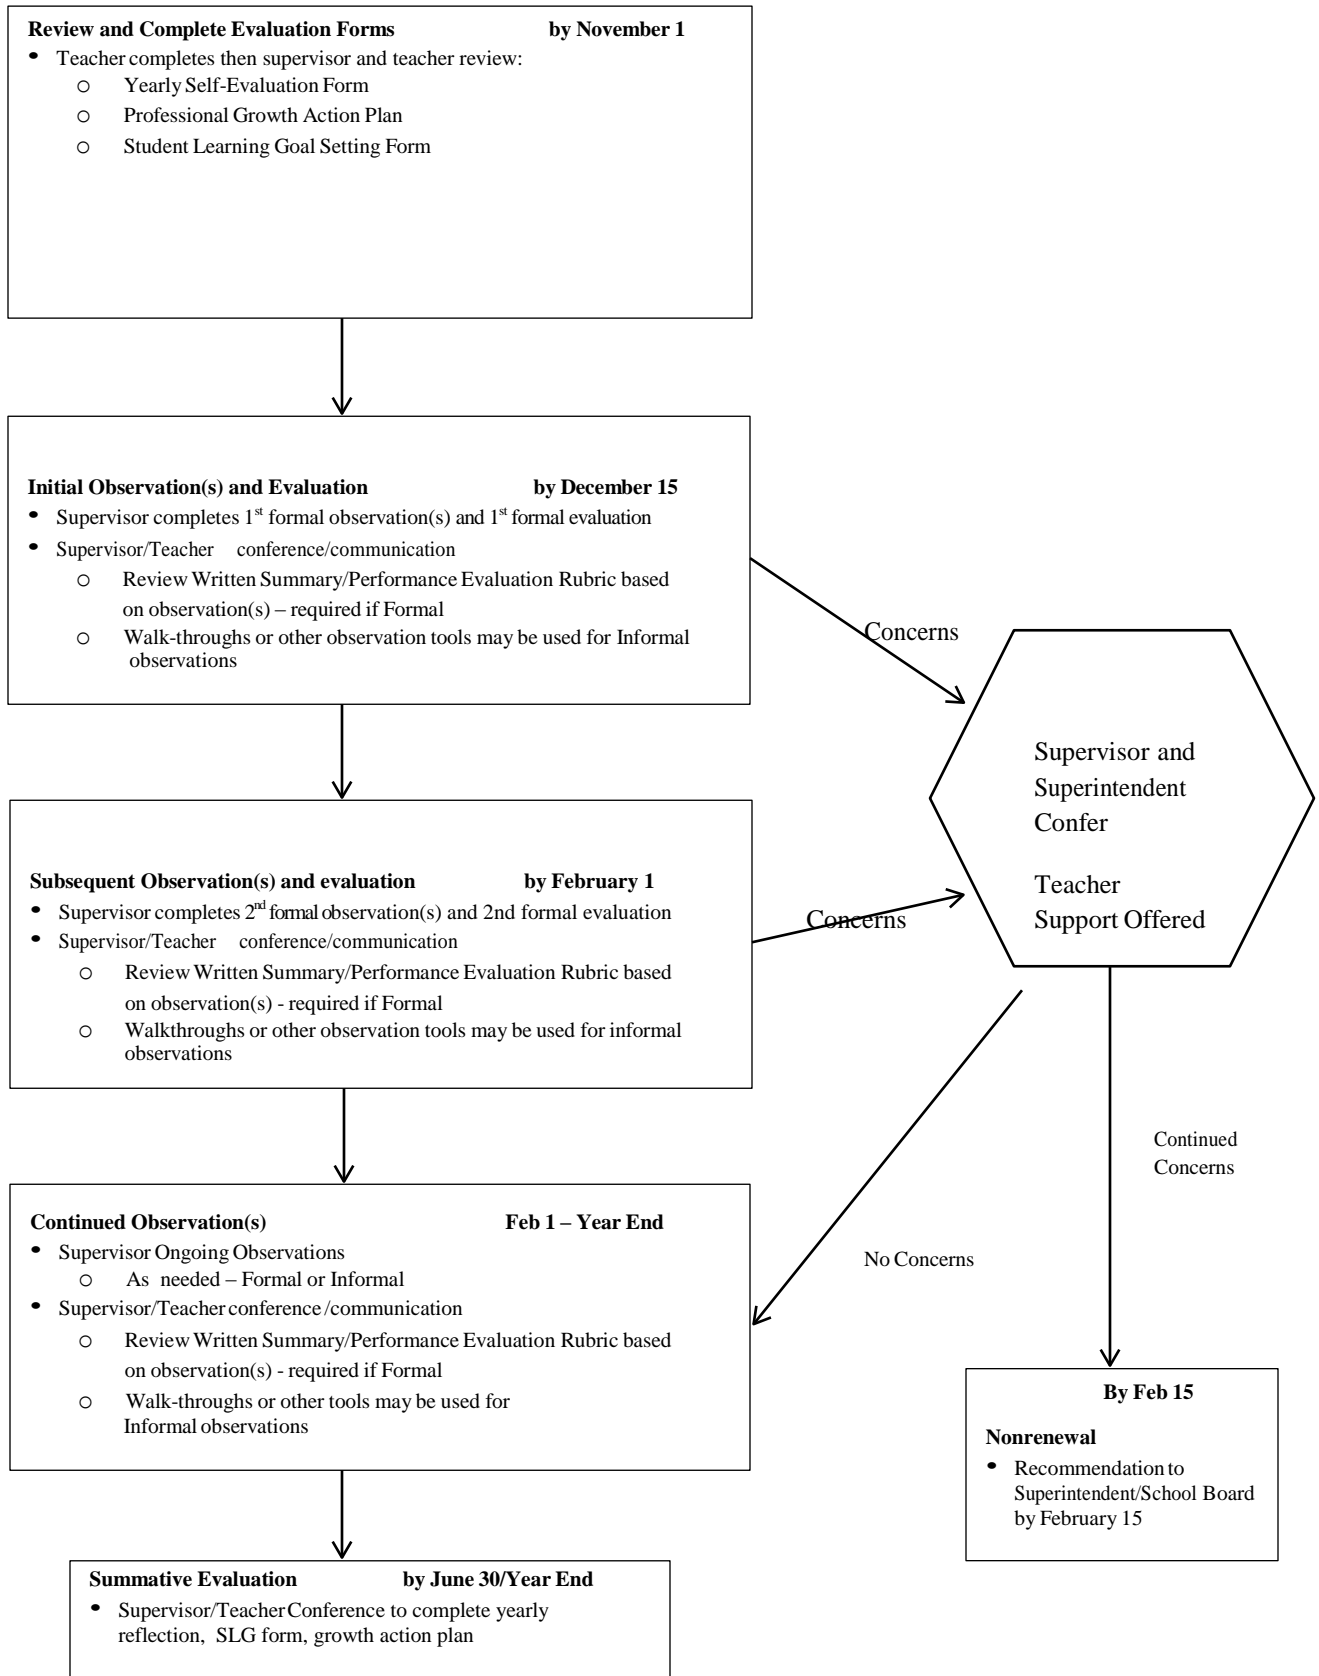 Review and Complete Evaluation Forms by November 1
• Teacher completes then supervisor and teacher review:
o Yearly Self-Evaluation Form
o Professional Growth Action Plan
o Student Learning Goal Setting Form
Initial Observation(s) and Evaluation by December 15
• Supervisor completes 1st formal observation(s) and 1st formal evaluation
• Supervisor/Teacher conference/communication
o Review Written Summary/Performance Evaluation Rubric based
on observation(s) – required if Formal
o Walk-throughs or other observation tools may be used for Informal
observations
Concerns
Supervisor and
Superintendent
Confer
Teacher
Support Offered
Subsequent Observation(s) and evaluation by February 1
• Supervisor completes 2nd formal observation(s) and 2nd formal evaluation
• Supervisor/Teacher conference/communication
o Review Written Summary/Performance Evaluation Rubric based
on observation(s) - required if Formal
o Walkthroughs or other observation tools may be used for informal
observations
Concerns
Continued
Concerns
No Concerns
Continued Observation(s) Feb 1 – Year End
• Supervisor Ongoing Observations
o As needed – Formal or Informal
• Supervisor/Teacher conference /communication
o Review Written Summary/Performance Evaluation Rubric based
on observation(s) - required if Formal
o Walk-throughs or other tools may be used for
Informal observations
By Feb 15
Nonrenewal
• Recommendation to
Superintendent/School Board
by February 15
Summative Evaluation by June 30/Year End
• Supervisor/Teacher Conference to complete yearly
reflection, SLG form, growth action plan